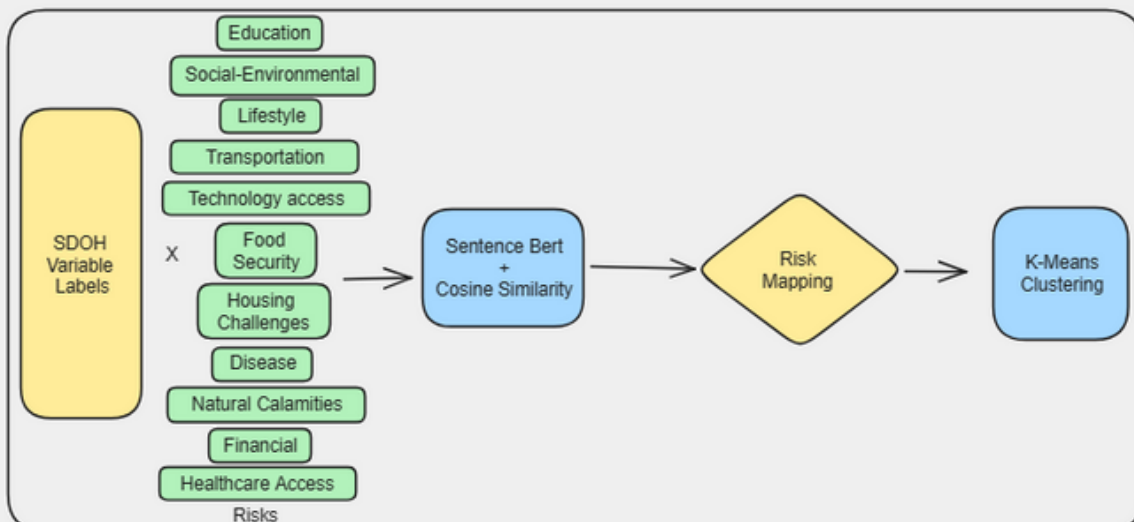 Education
Social-Environmental
Lifestyle
Transportation
Technology access
SDOH
Variable
Labels
X
Food
Security
Housing
Challenges
Disease
Natural Calamities
Financial
Healthcare Access
Risks
Sentence Bert
+
Cosine Similarity
Risk
Mapping
K-Means
Clustering